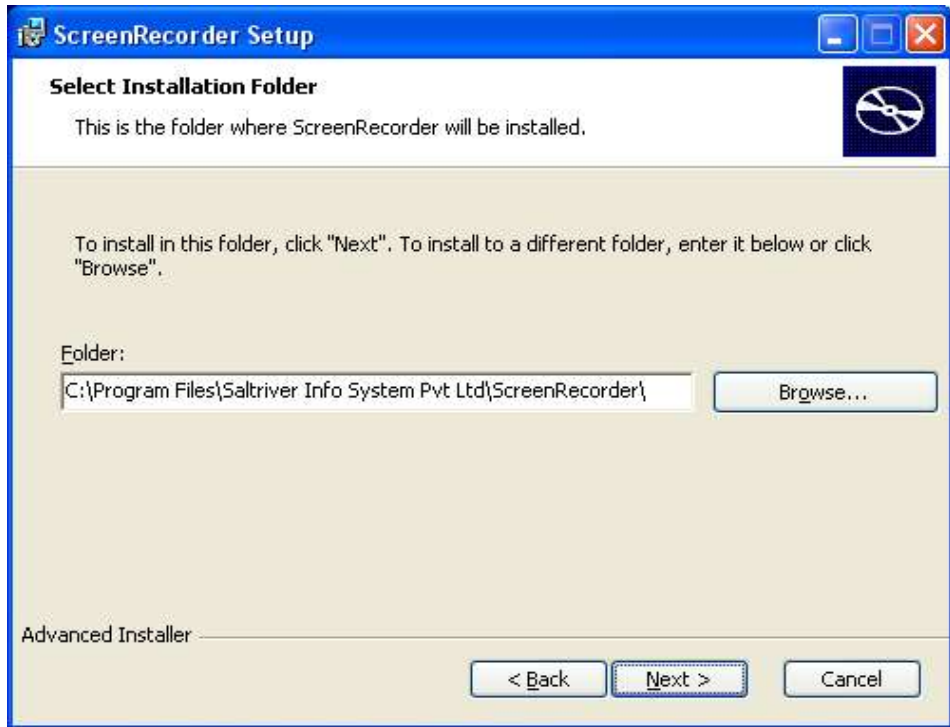 ScreenRecorder Setup
Select Installation Folder
This is the folder where ScreenRecorder will be installed.
To install in this folder, click "Next". To install to a different folder, enter it below or click
"Browse".
Folder:
C:\Program Files\Saltriver Info System Pvt Ltd\ScreenRecorder\
Browse...
Advanced Installer
< Back
Next >
Cancel